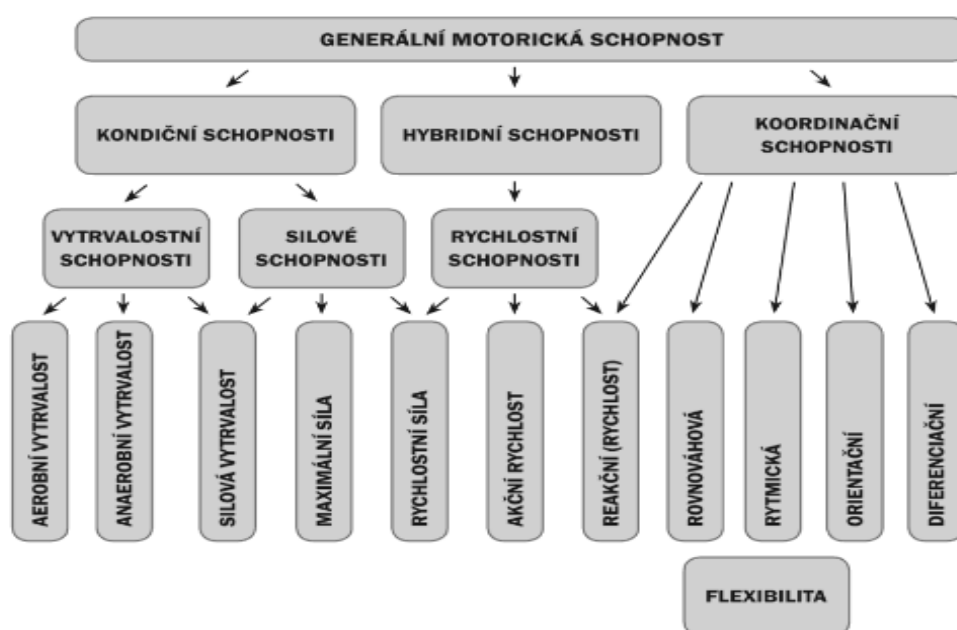 GENERÁLNÍ MOTORICKÁ SCHOPNOST
KONDIČNÍ SCHOPNOSTI
HYBRIDNÍ SCHOPNOSTI
KOORDINAČNÍ
SCHOPNOSTI
VYTRVALOSTNÍ
SCHOPNOSTI
SILOVÉ
SCHOPNOSTI
RYCHLOSTNÍ
SCHOPNOSTI
AEROBNÍ VYTRVALOST
ANAEROBNÍ VYTRVALOST
SILOVÁ VYTRVALOST
MAXIMÁLNÍ SÍLA
RYCHLOSTNÍ SÍLA
AKČNÍ RYCHLOST
REAKČNÍ (RYCHLOST)
ROVNOVÁHOVÁ
RYTMICKÁ
ORIENTAČNÍ
DIFERENCIAČNÍ
FLEXIBILITA